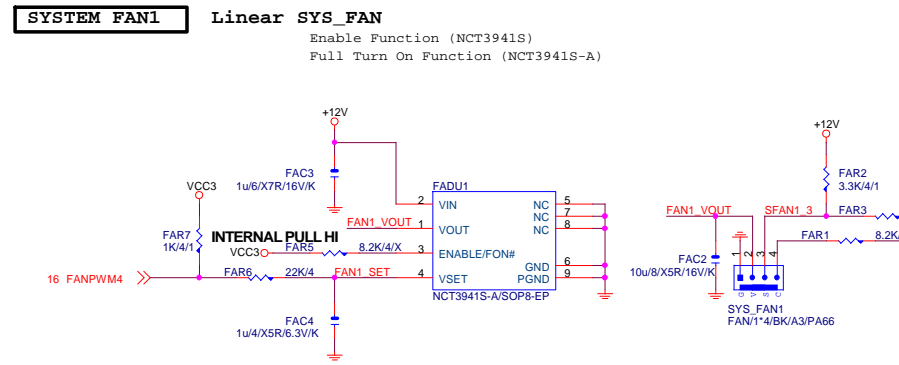 SYSTEM FAN1
Linear SYS_FAN
Enable Function (NCT3941S)
Full Turn On Function (NCT3941S-A)
+12V
+12V
FAC3
1u/6/X7R/16V/K
FAR2
3.3K/4/1
VCC3
FADU1
2
VIN
NC
5
NC
7
FAN1_VOUT
1
VOUT
NC
8
FAN1_VOUT
SFAN1_3
FAR3
FAR7
1K/4/1
INTERNAL PULL HI
VCC3
FAR5
8.2K/4/X
3
ENABLE/FON#
FAR1
8.2K/
16 FANPWM4
FAR6
22K/4
FAN1_SET
4
VSET
GND
6
PGND
9
NCT3941S-A/SOP8-EP
FAC2
10u/8/X5R/16V/K
1
2
3
4
G
V
S
C
SYS_FAN1
FAN/1*4/BK/A3/PA66
FAC4
1u/4/X5R/6.3V/K